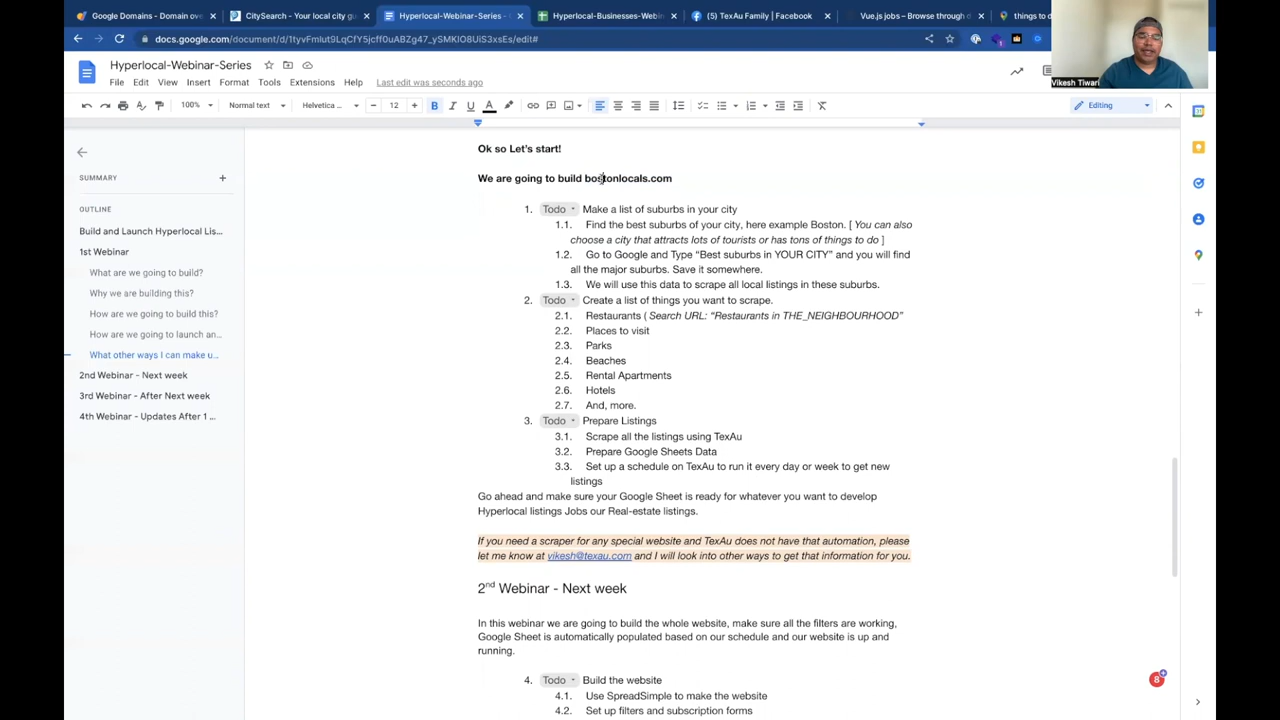 Google Domains - Domain ove
CitySearch - Your local city gu
Hyperlocal-Webinar-Series - G
Hyperlocal-Businesses-Webin
(5) TexAu Family | Facebook
Vue.js jobs – Browse through d
things to d
docs.google.com/document/d/1tyvFmlut9LqCfY5jcff0uABZg47_ySMKIO8UiS3xsEs/edit#
Vikesh Tiwari
Hyperlocal-Webinar-Series
File Edit View Insert Format Tools Extensions Help Last edit was seconds ago
100% Normal text Helvetica ... 12 B I U A Editing
SUMMARY
OUTLINE
Build and Launch Hyperlocal Lis...
1st Webinar
What are we going to build?
Why we are building this?
How are we going to build this?
How are we going to launch an...
What other ways I can make u...
2nd Webinar - Next week
3rd Webinar - After Next week
4th Webinar - Updates After 1 ...
Ok so Let's start!
We are going to build bostonlocals.com
1. Todo Make a list of suburbs in your city
1.1. Find the best suburbs of your city, here example Boston. [ You can also
choose a city that attracts lots of tourists or has tons of things to do ]
1.2. Go to Google and Type “Best suburbs in YOUR CITY” and you will find
all the major suburbs. Save it somewhere.
1.3. We will use this data to scrape all local listings in these suburbs.
2. Todo Create a list of things you want to scrape.
2.1. Restaurants ( Search URL: “Restaurants in THE_NEIGHBOURHOOD”
2.2. Places to visit
2.3. Parks
2.4. Beaches
2.5. Rental Apartments
2.6. Hotels
2.7. And, more.
3. Todo Prepare Listings
3.1. Scrape all the listings using TexAu
3.2. Prepare Google Sheets Data
3.3. Set up a schedule on TexAu to run it every day or week to get new
listings
Go ahead and make sure your Google Sheet is ready for whatever you want to develop
Hyperlocal listings Jobs our Real-estate listings.
If you need a scraper for any special website and TexAu does not have that automation, please
let me know at vikesh@texau.com and I will look into other ways to get that information for you.
2nd Webinar - Next week
In this webinar we are going to build the whole website, make sure all the filters are working,
Google Sheet is automatically populated based on our schedule and our website is up and
running.
4. Todo Build the website
4.1. Use SpreadSimple to make the website
4.2. Set up filters and subscription forms
8